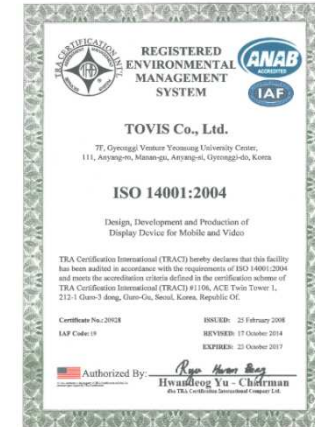 TRA CERTIFICATION INT'L
REGISTERED
ENVIRONMENTAL
MANAGEMENT
SYSTEM
ANAB
ACCREDITED
IAF
TOVIS Co., Ltd.
7F, Gyeonggi Venture Yeonsung University Center,
111, Anyang-ro, Manan-gu, Anyang-si, Gyeonggi-do, Korea
ISO 14001:2004
Design, Development and Production of
Display Device for Mobile and Video
TRA Certification International (TRACI) hereby declares that this facility
has been audited in accordance with the requirements of ISO 14001:2004
and meets the accreditation criteria defined in the certification scheme of
TRA Certification International (TRACI) #1106, ACE Twin Tower 1,
212-1 Guro-3 dong, Guro-Gu, Seoul, Korea, Republic Of.
Certificate No.: 20928
ISSUED: 25 February 2008
IAF Code: 19
REVISED: 17 October 2014
EXPIRES: 23 October 2017
Authorized By:
Hwandeog Yu - Chairman
dba TRA Certification International Company Ltd.